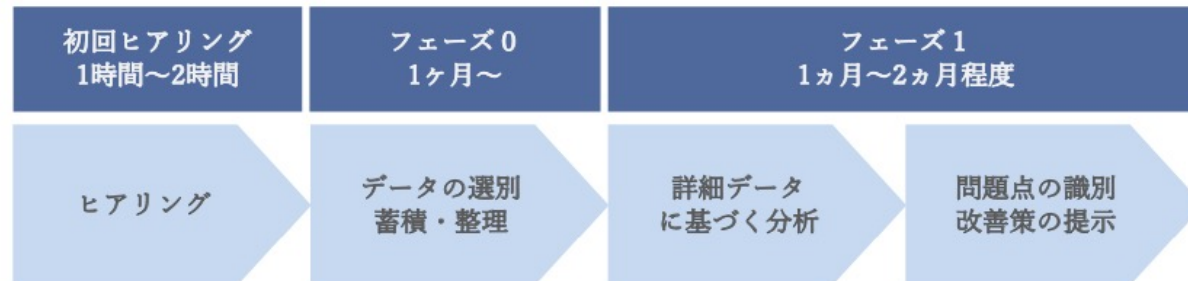 初回ヒアリング
1時間～2時間
フェーズ０
1ケ月～
フェーズ１
1ヵ月～2ヵ月程度
ヒアリング
データの選別
蓄積・整理
詳細データ
に基づく分析
問題点の識別
改善策の提示